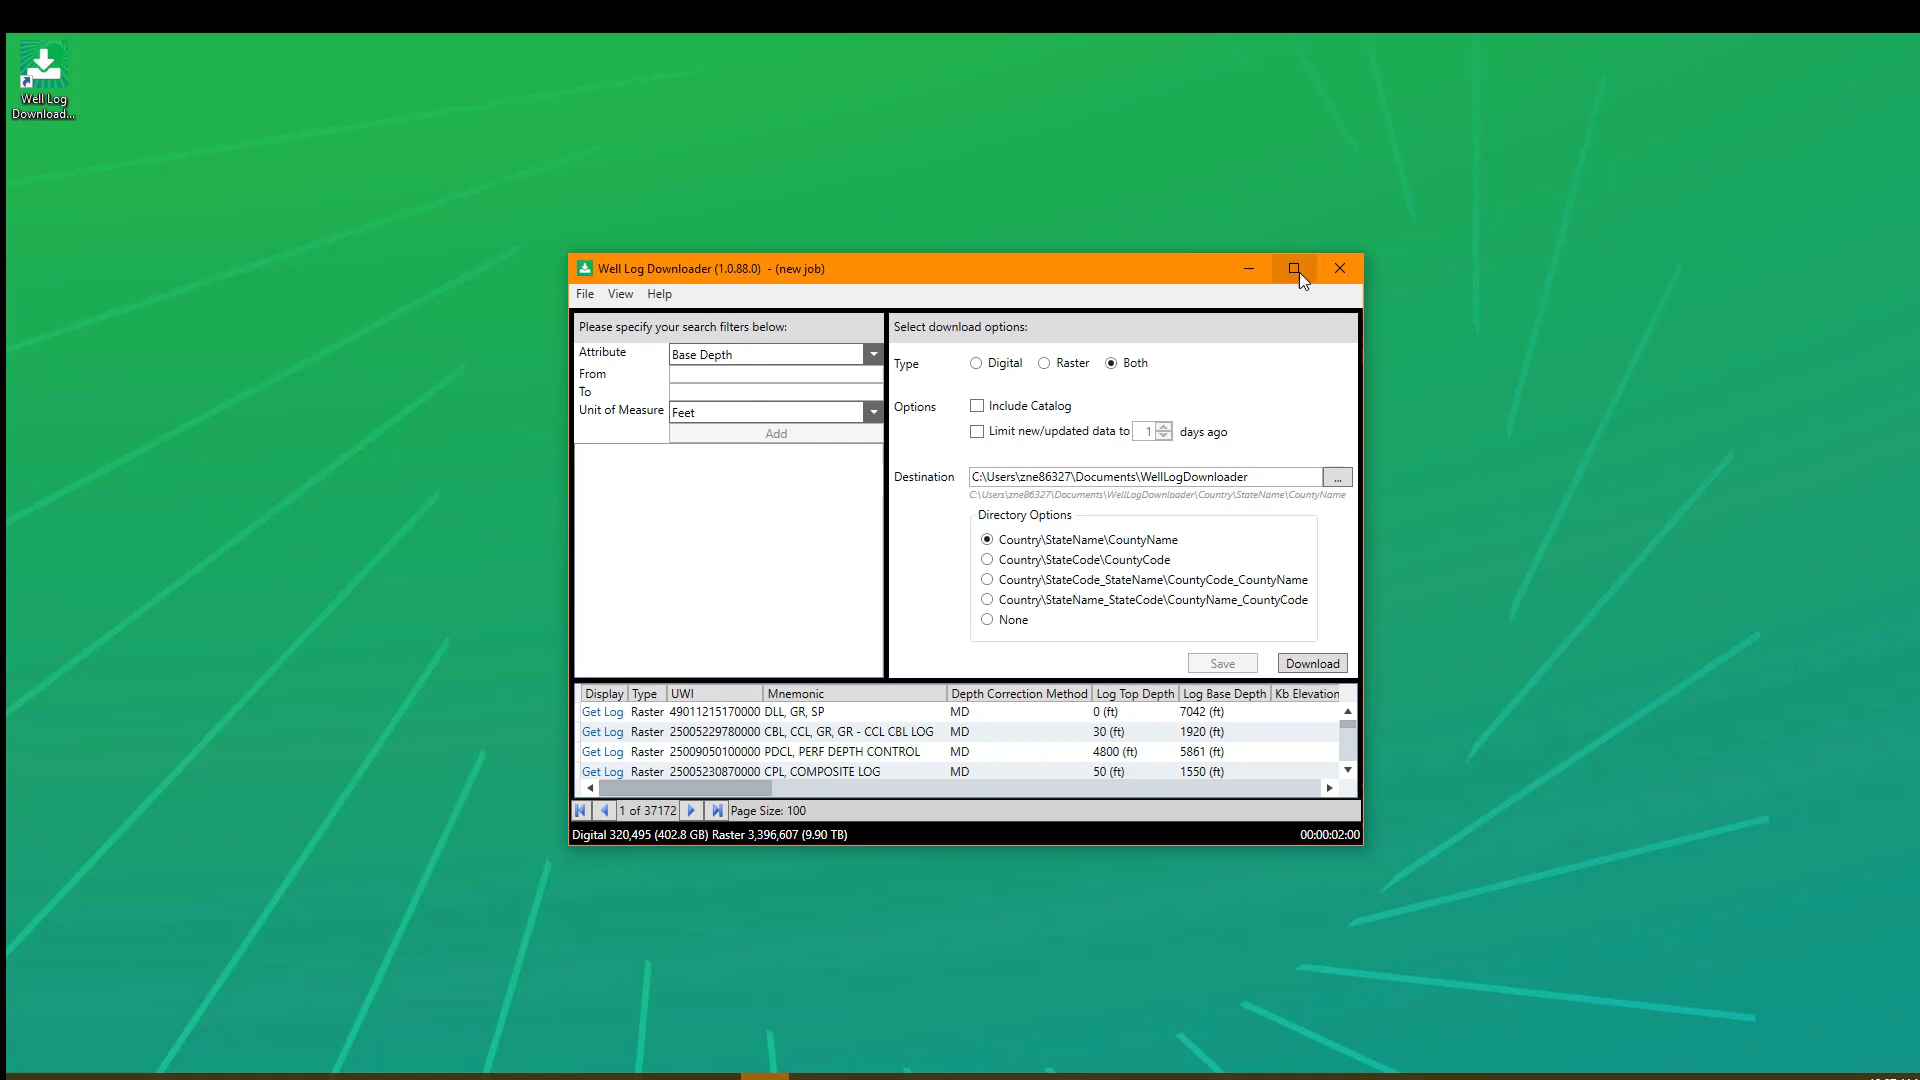 Well Log
Download...
Well Log Downloader (1.0.88.0) - (new job)
File View Help
Please specify your search filters below:
Attribute Base Depth
From
To
Unit of Measure Feet
Add
Select download options:
Type Digital Raster Both
Options Include Catalog
Limit new/updated data to 1 days ago
Destination C:\Users\zne86327\Documents\WellLogDownloader ...
C:\Users\zne86327\Documents\WellLogDownloader\Country\StateName\CountyName
Directory Options
Country\StateName\CountyName
Country\StateCode\CountyCode
Country\StateCode_StateName\CountyCode_CountyName
Country\StateName_StateCode\CountyName_CountyCode
None
Save Download
Display Type UWI Mnemonic Depth Correction Method Log Top Depth Log Base Depth Kb Elevation
Get Log Raster 49011215170000 DLL, GR, SP MD 0 (ft) 7042 (ft)
Get Log Raster 25005229780000 CBL, CCL, GR, GR - CCL CBL LOG MD 30 (ft) 1920 (ft)
Get Log Raster 25009050100000 PDCL, PERF DEPTH CONTROL MD 4800 (ft) 5861 (ft)
Get Log Raster 25005230870000 CPL, COMPOSITE LOG MD 50 (ft) 1550 (ft)
1 of 37172 Page Size: 100
Digital 320,495 (402.8 GB) Raster 3,396,607 (9.90 TB) 00:00:02:00